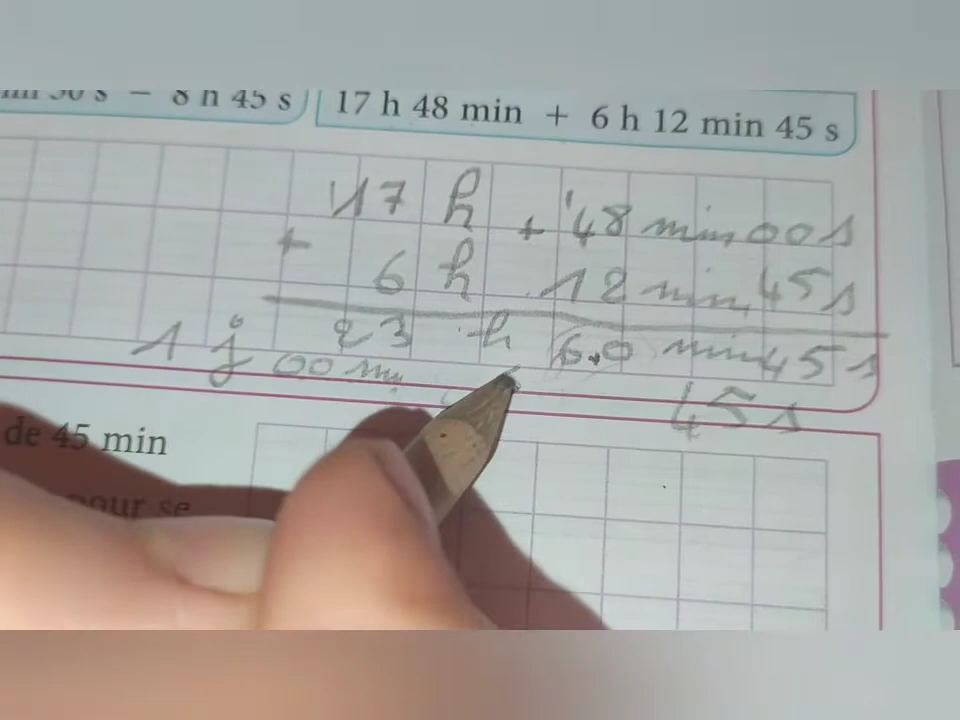 8 h 45 s
17 h 48 min + 6 h 12 min 45 s
17 h + 48 min 00 s
+ 6 h 12 min 45 s
23 h 60 min 45 s
1 j 00 min 45 s
de 45 min
pour se